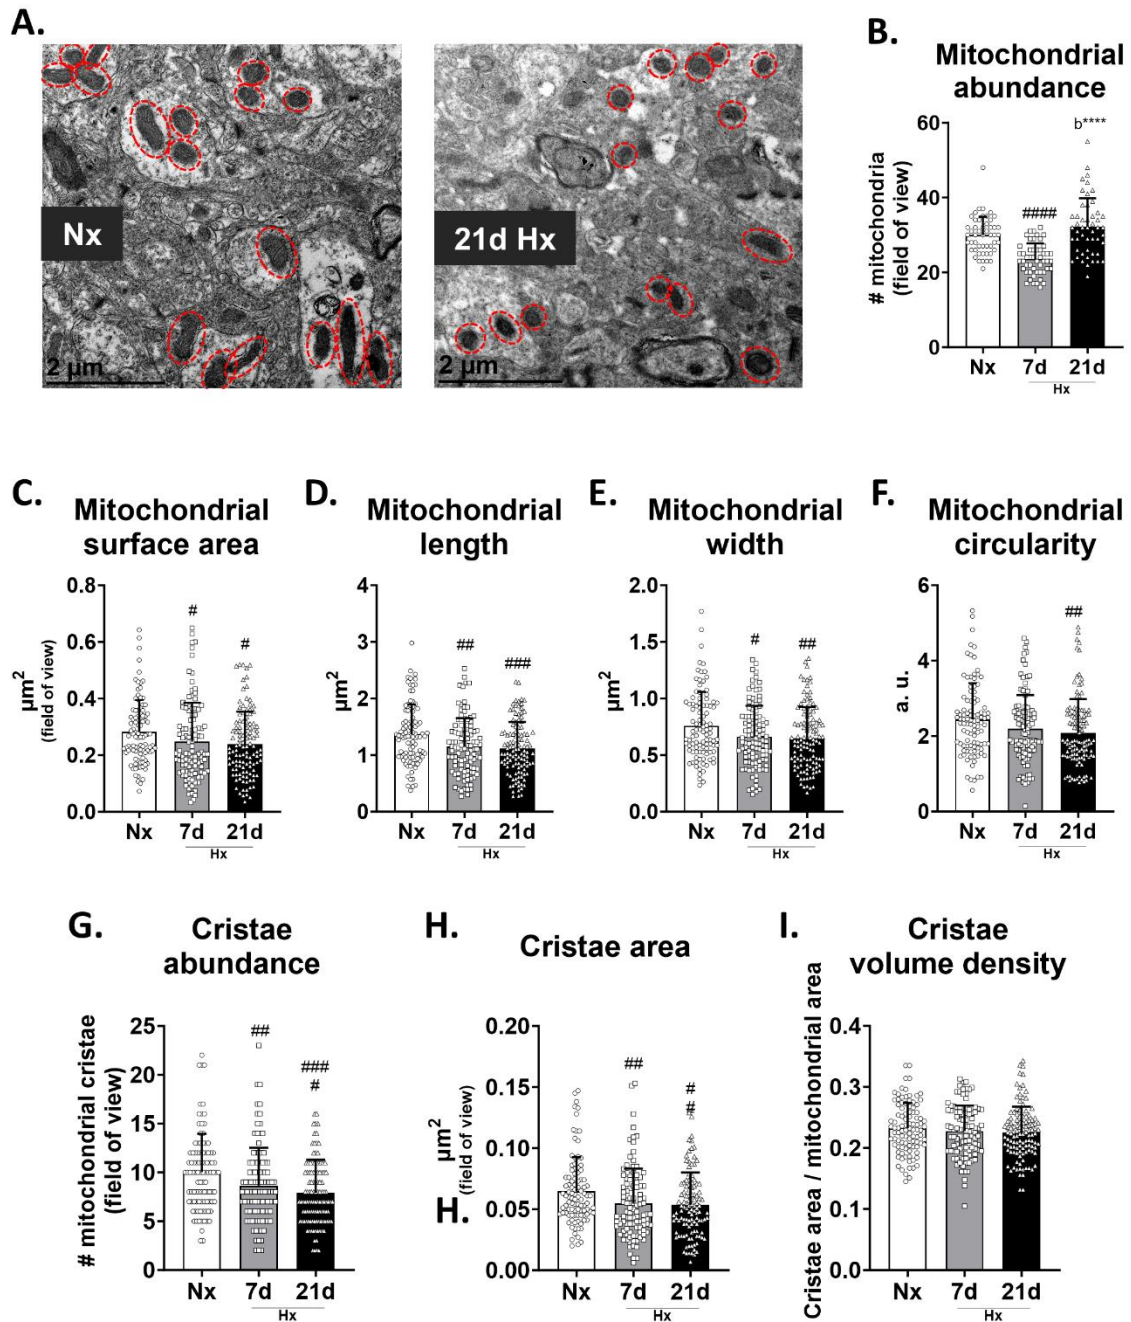 A.
Nx
2 µm
21d Hx
2 µm
B.
Mitochondrial
abundance
# mitochondria
(field of view)
60
40
20
0
b****
####
Nx
7d
21d
Hx
C.
Mitochondrial
surface area
µm²
(field of view)
0.8
0.6
0.4
0.2
0.0
#
#
Nx
7d
21d
Hx
D.
Mitochondrial
length
µm²
4
3
2
1
0
##
###
Nx
7d
21d
Hx
E.
Mitochondrial
width
µm²
2.0
1.5
1.0
0.5
0.0
#
##
Nx
7d
21d
Hx
F.
Mitochondrial
circularity
a. u.
6
4
2
0
##
Nx
7d
21d
Hx
G.
Cristae
abundance
# mitochondrial cristae
(field of view)
25
20
15
10
5
0
##
###
#
Nx
7d
21d
Hx
H.
Cristae area
µm²
(field of view)
H.
0.20
0.15
0.10
0.05
0.00
##
#
#
Nx
7d
21d
Hx
I.
Cristae
volume density
Cristae area / mitochondrial area
0.4
0.3
0.2
0.1
0.0
Nx
7d
21d
Hx